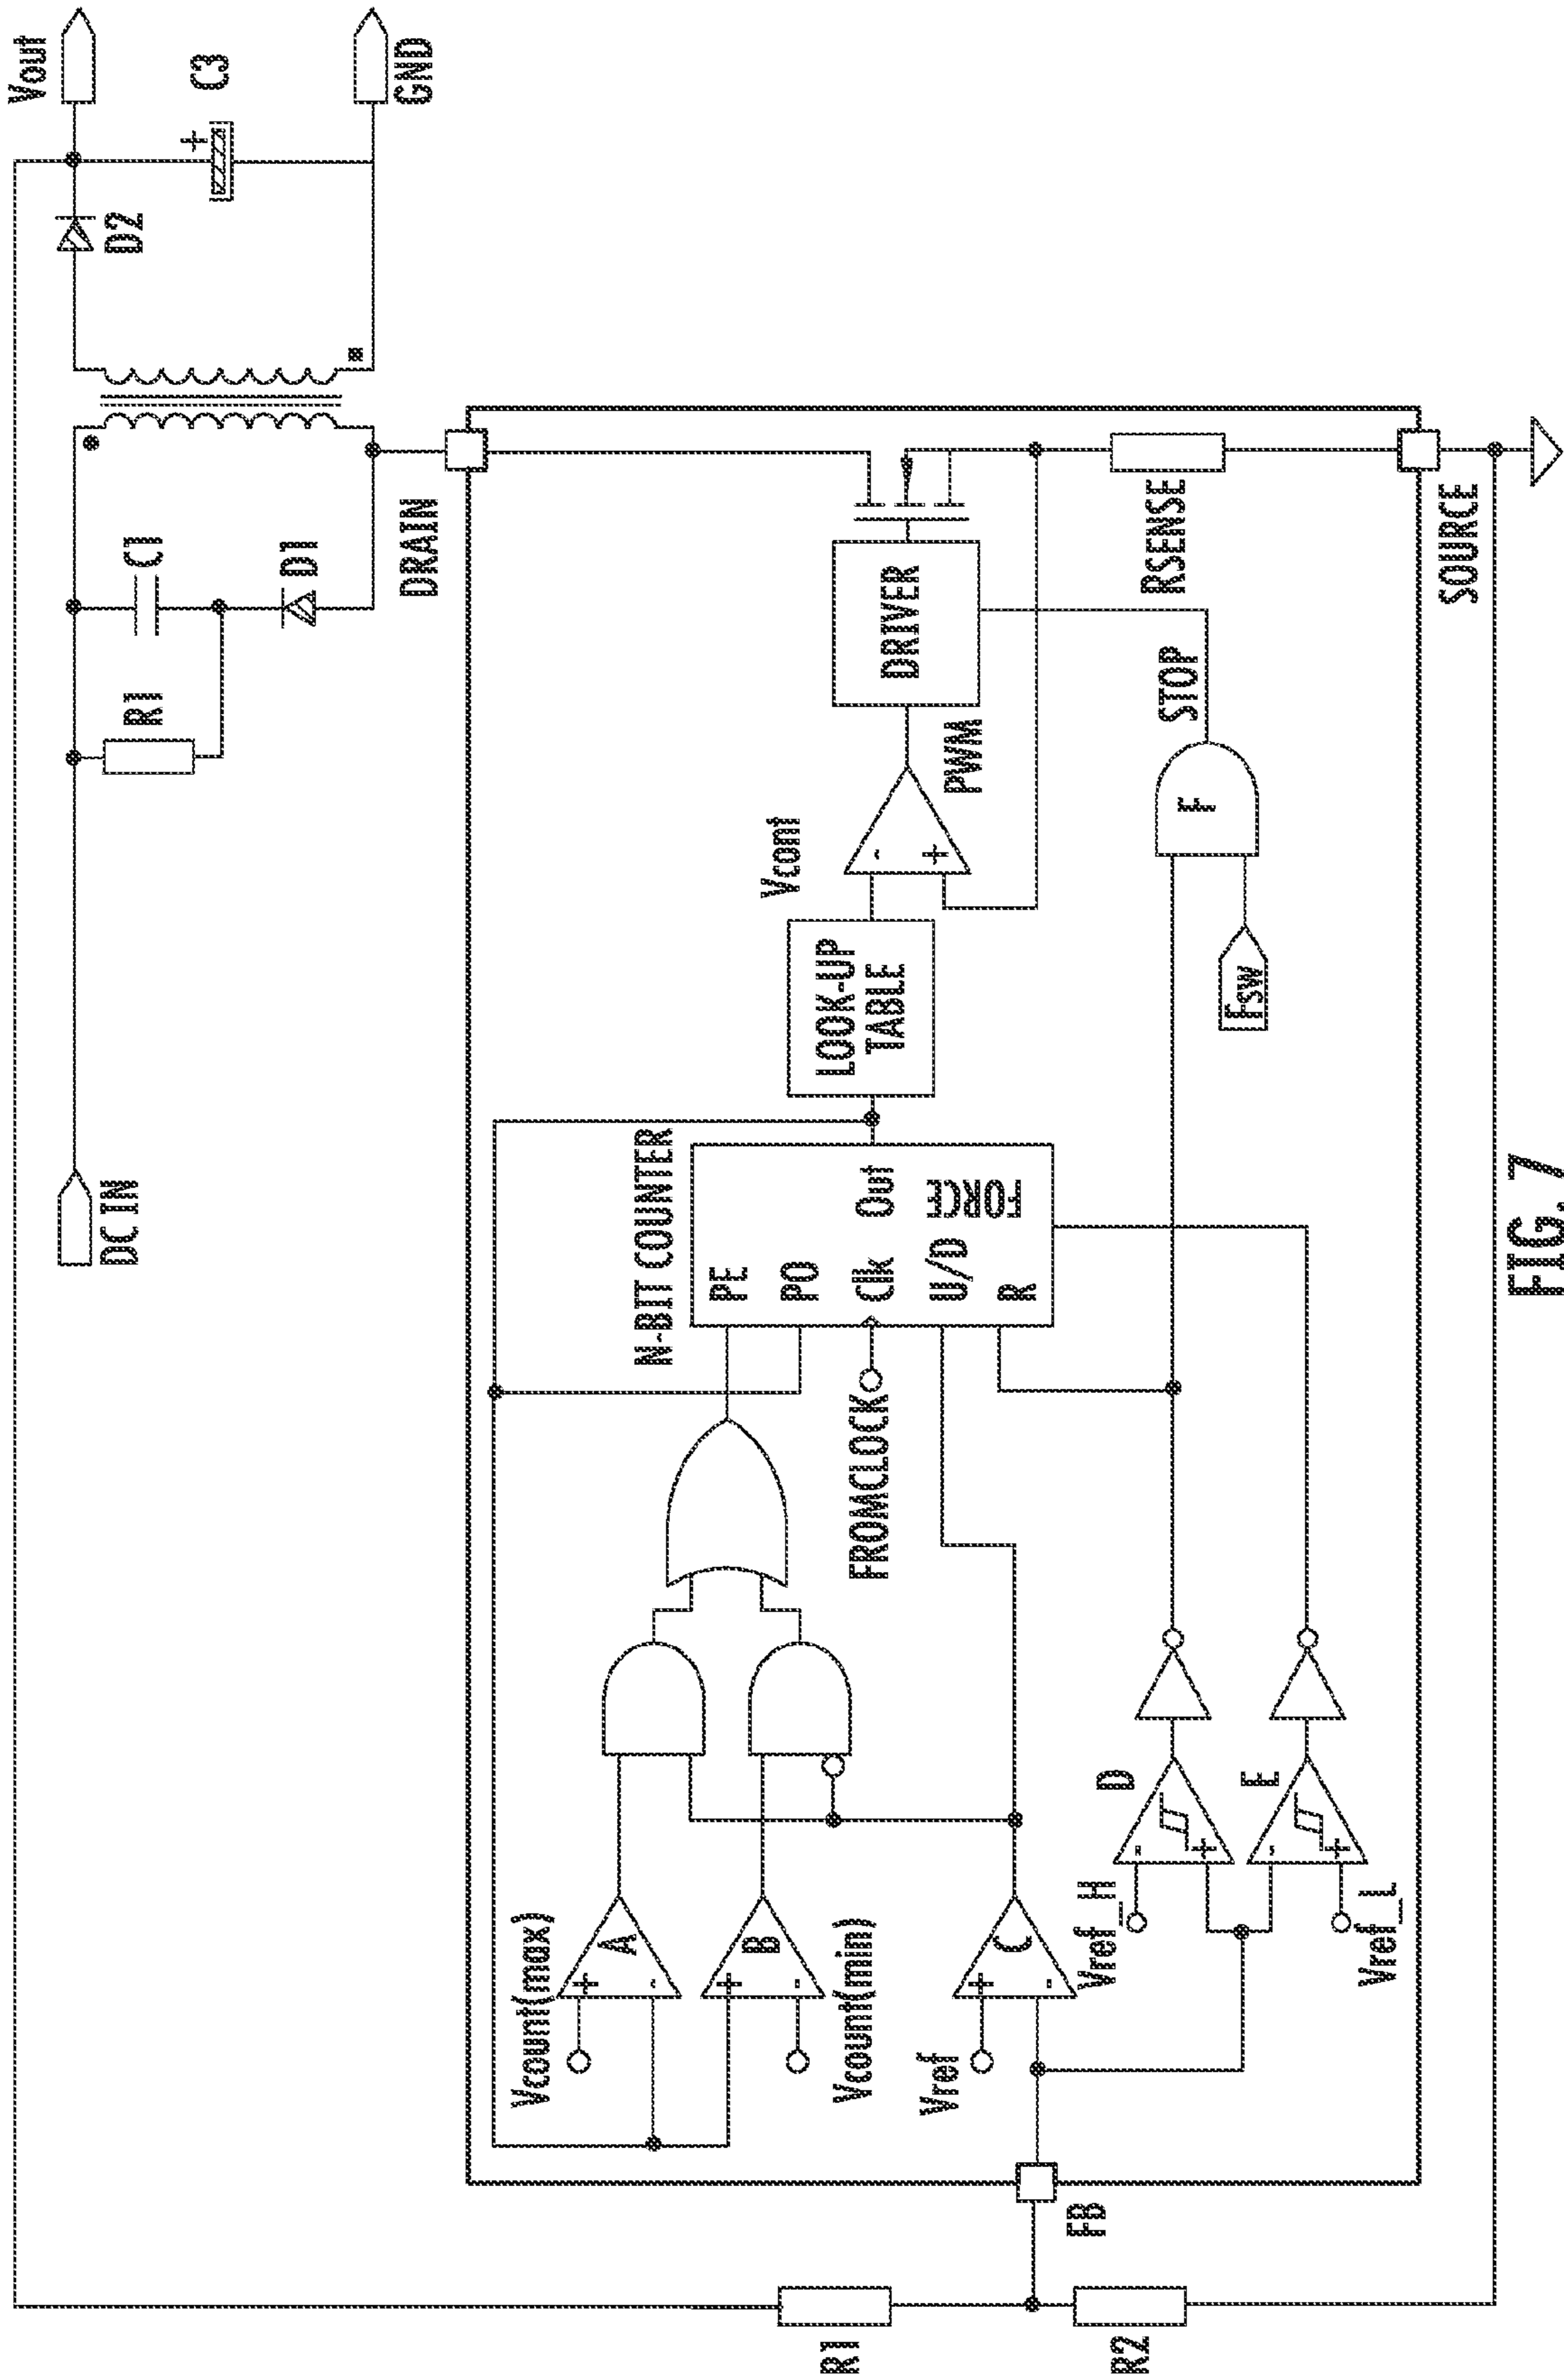 Vout
C3
GND
D2
DC IN
R1
C1
D1
DRAIN
N-BIT COUNTER
PE
PO
Clk
Out
U/D
FORCE
R
FROMCLOCK
LOOK-UP
TABLE
Vcont
PWM
DRIVER
RSENSE
SOURCE
STOP
F
Fsw
Vcount(max)
A
+
-
B
+
-
Vcount(min)
Vref
C
+
-
Vref_H
D
-
+
E
-
+
Vref_L
FB
R1
R2
+
-
+
FIG. 7